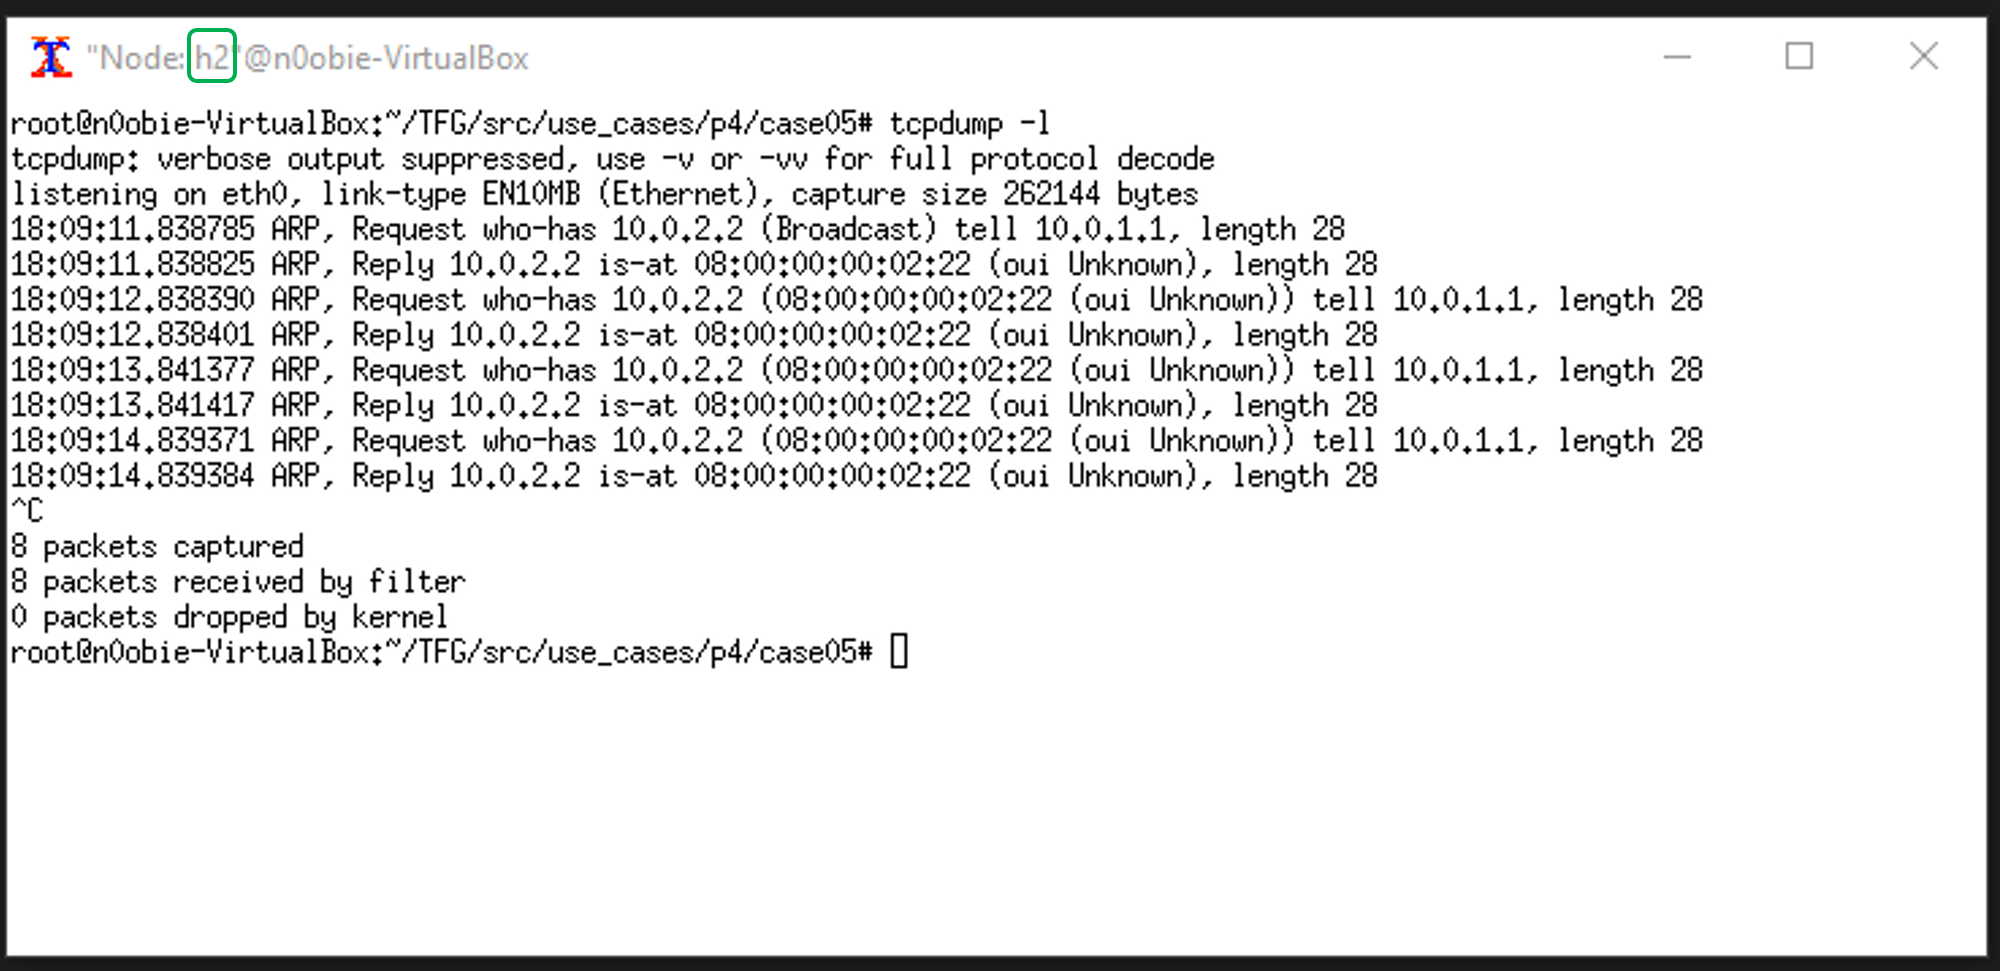 "Node: h2"@n0obie-VirtualBox
root@n0obie-VirtualBox:~/TFG/src/use_cases/p4/case05# tcpdump -l
tcpdump: verbose output suppressed, use -v or -vv for full protocol decode
listening on eth0, link-type EN10MB (Ethernet), capture size 262144 bytes
18:09:11.838785 ARP, Request who-has 10.0.2.2 (Broadcast) tell 10.0.1.1, length 28
18:09:11.838825 ARP, Reply 10.0.2.2 is-at 08:00:00:00:02:22 (oui Unknown), length 28
18:09:12.838390 ARP, Request who-has 10.0.2.2 (08:00:00:00:02:22 (oui Unknown)) tell 10.0.1.1, length 28
18:09:12.838401 ARP, Reply 10.0.2.2 is-at 08:00:00:00:02:22 (oui Unknown), length 28
18:09:13.841377 ARP, Request who-has 10.0.2.2 (08:00:00:00:02:22 (oui Unknown)) tell 10.0.1.1, length 28
18:09:13.841417 ARP, Reply 10.0.2.2 is-at 08:00:00:00:02:22 (oui Unknown), length 28
18:09:14.839371 ARP, Request who-has 10.0.2.2 (08:00:00:00:02:22 (oui Unknown)) tell 10.0.1.1, length 28
18:09:14.839384 ARP, Reply 10.0.2.2 is-at 08:00:00:00:02:22 (oui Unknown), length 28
^C
8 packets captured
8 packets received by filter
0 packets dropped by kernel
root@n0obie-VirtualBox:~/TFG/src/use_cases/p4/case05#